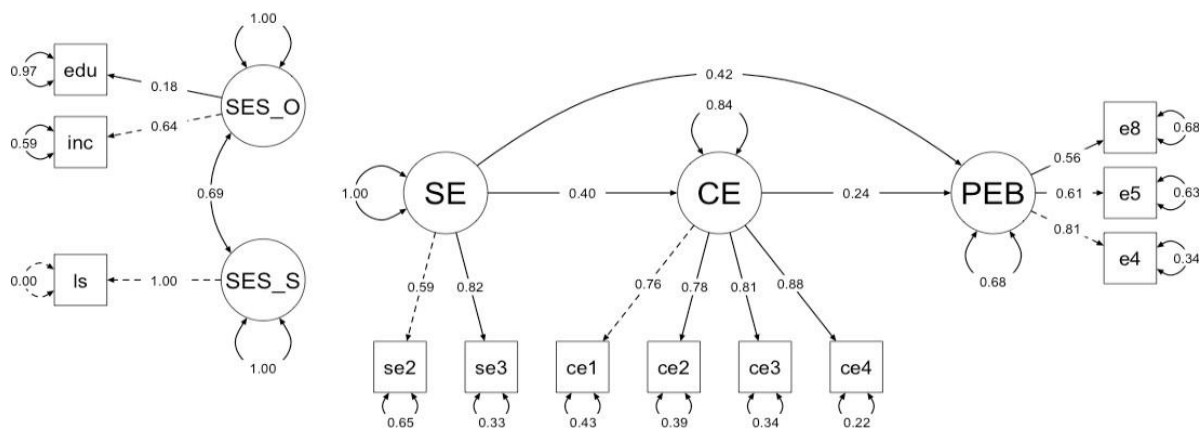 1.00
0.97
edu
0.18
SES_O
inc
0.64
0.59
0.69
0.00
ls
1.00
SES_S
1.00
0.42
0.84
1.00
SE
0.40
CE
0.24
PEB
0.68
0.56
e8
0.68
0.61
e5
0.63
0.81
e4
0.34
0.59
0.82
0.76
0.78
0.81
0.88
se2
se3
ce1
ce2
ce3
ce4
0.65
0.33
0.43
0.39
0.34
0.22